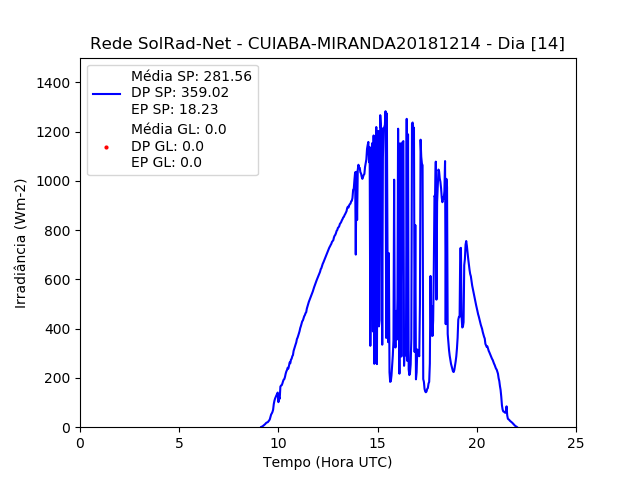 Rede SolRad-Net - CUIABA-MIRANDA20181214 - Dia [14]
Média SP: 281.56
DP SP: 359.02
EP SP: 18.23
Média GL: 0.0
DP GL: 0.0
EP GL: 0.0
Irradiância (Wm-2)
1400
1200
1000
800
600
400
200
0
0 5 10 15 20 25
Tempo (Hora UTC)